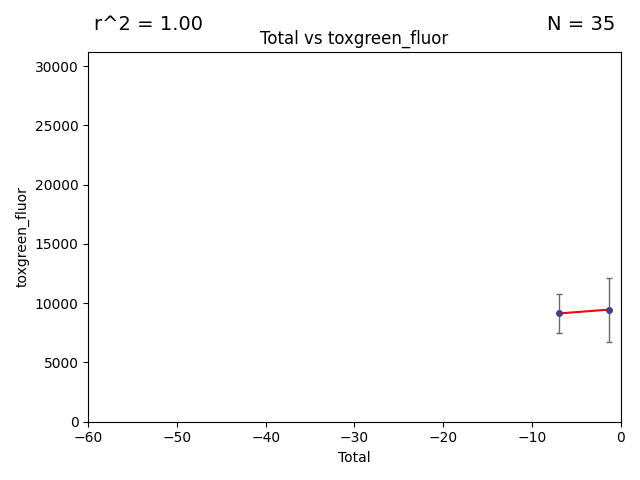 r^2 = 1.00
N = 35
Total vs toxgreen_fluor
30000
25000
20000
15000
10000
5000
0
toxgreen_fluor
−60 −50 −40 −30 −20 −10 0
Total